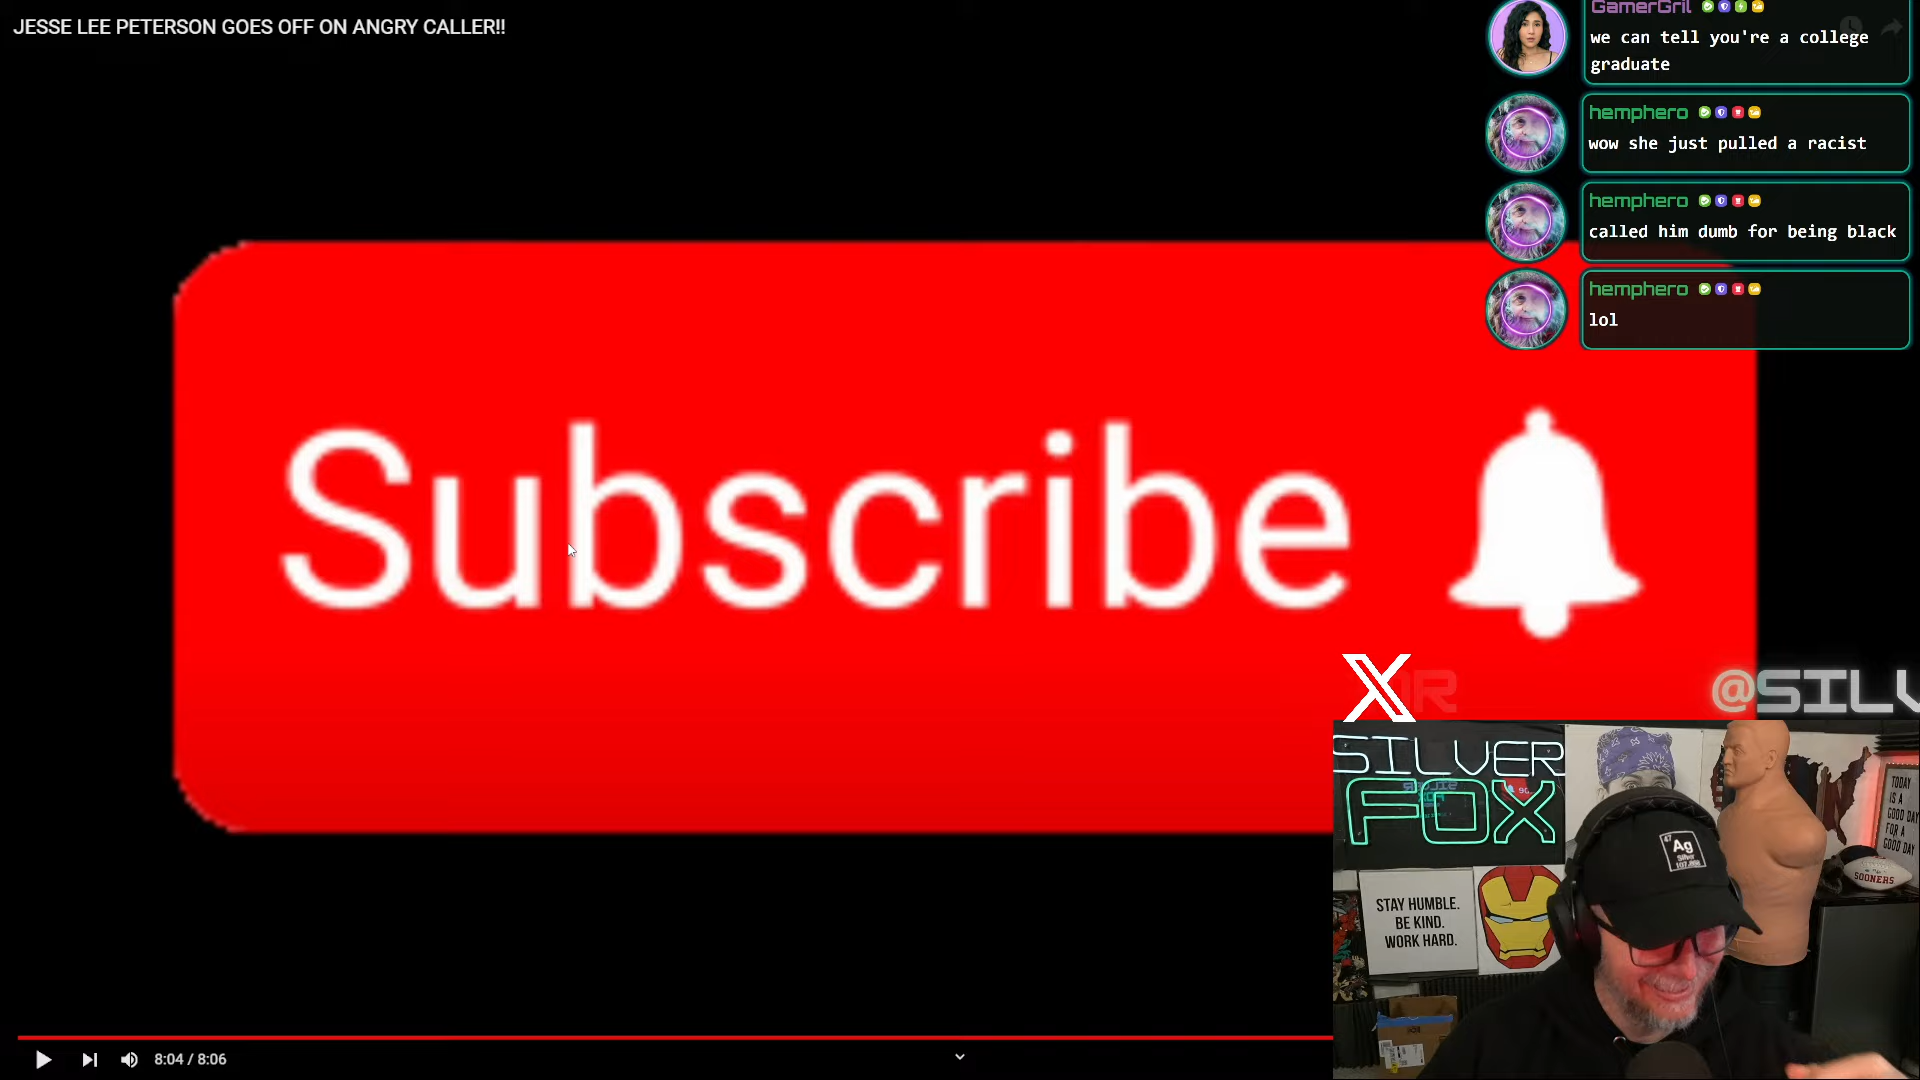 JESSE LEE PETERSON GOES OFF ON ANGRY CALLER!!
GamerGril
we can tell you're a college
graduate
hemphero
wow she just pulled a racist
hemphero
called him dumb for being black
hemphero
lol
Subscribe
@SILV
SILVER
FOX
47
Ag
Silver
STAY HUMBLE.
BE KIND.
WORK HARD.
TODAY
IS A
GOOD DAY
FOR A
GOOD DAY
SOONERS
8:04 / 8:06